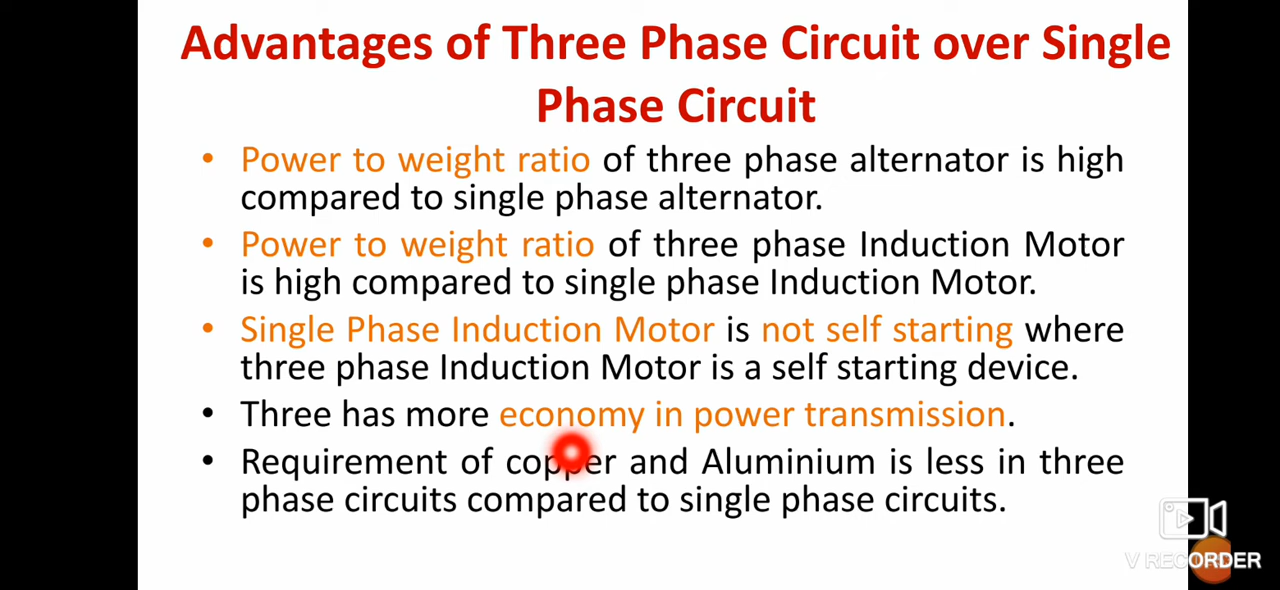 Advantages of Three Phase Circuit over Single
Phase Circuit
• Power to weight ratio of three phase alternator is high
compared to single phase alternator.
• Power to weight ratio of three phase Induction Motor
is high compared to single phase Induction Motor.
• Single Phase Induction Motor is not self starting where
three phase Induction Motor is a self starting device.
• Three has more economy in power transmission.
• Requirement of copper and Aluminium is less in three
phase circuits compared to single phase circuits.
V RECORDER